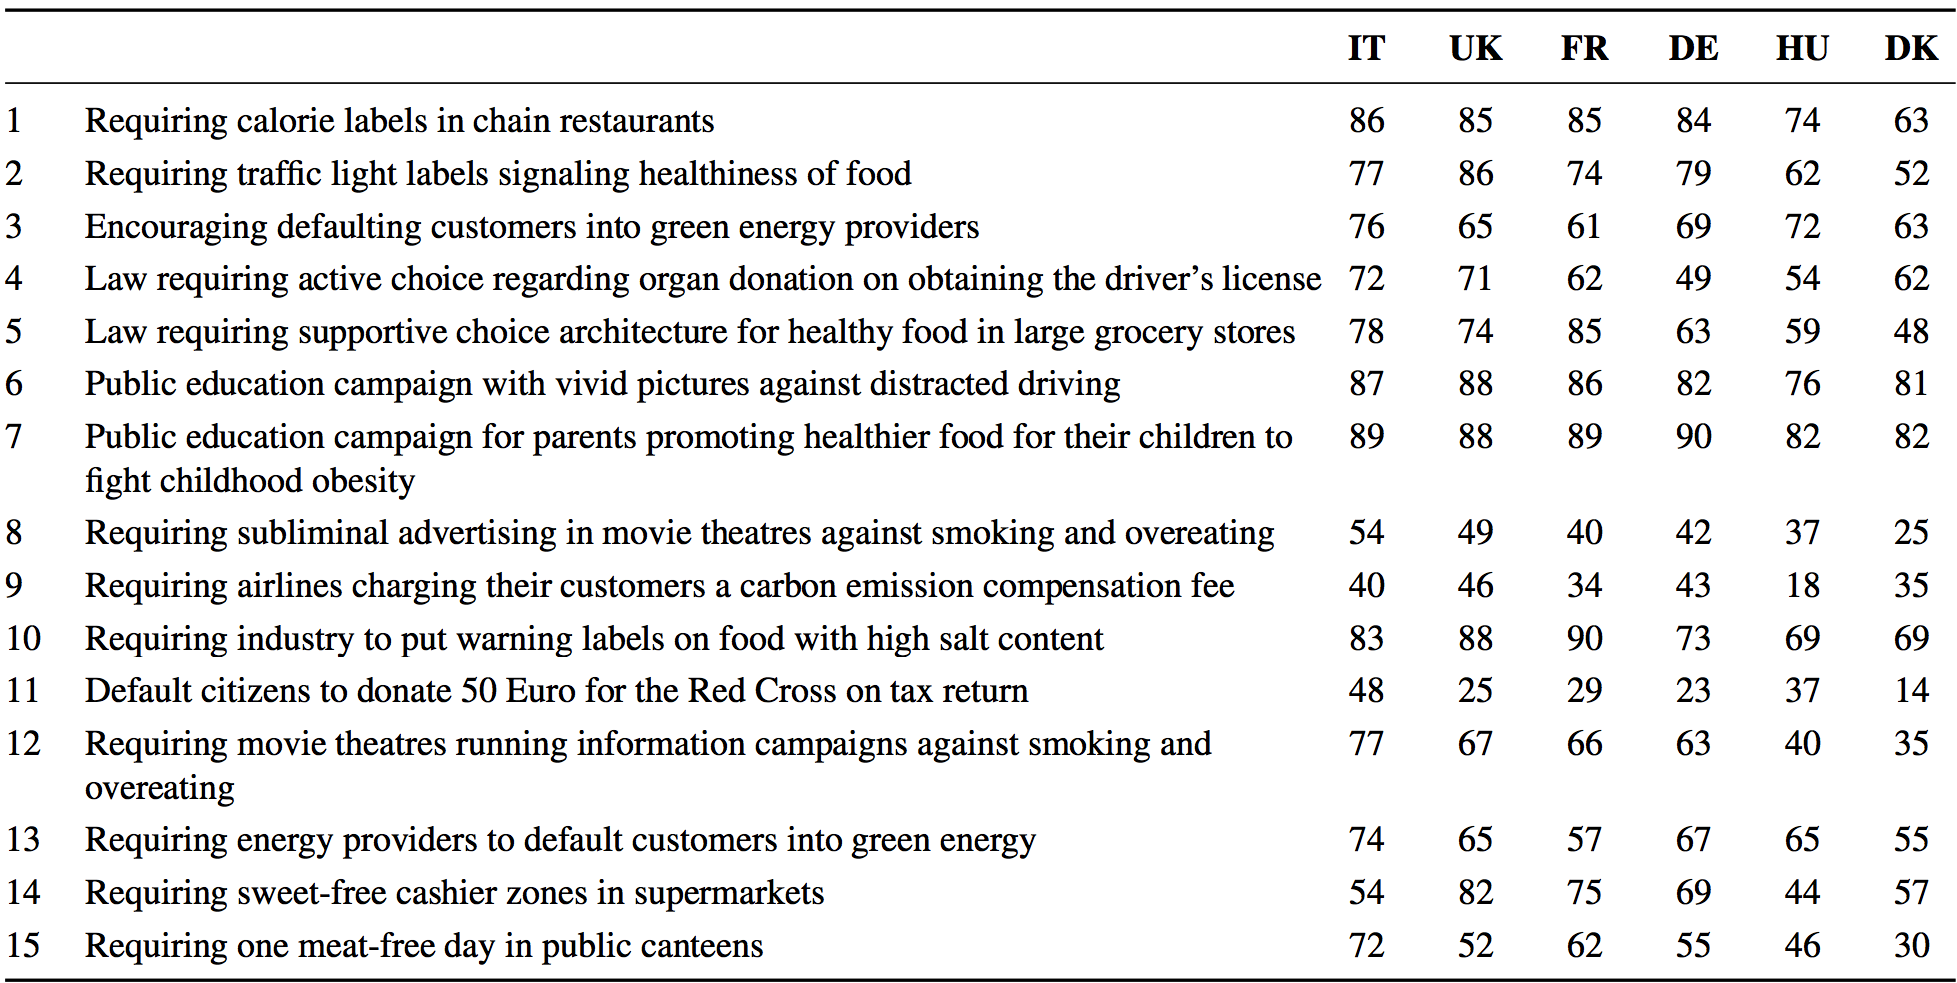 IT UK FR DE HU DK
1 Requiring calorie labels in chain restaurants 86 85 85 84 74 63
2 Requiring traffic light labels signaling healthiness of food 77 86 74 79 62 52
3 Encouraging defaulting customers into green energy providers 76 65 61 69 72 63
4 Law requiring active choice regarding organ donation on obtaining the driver’s license 72 71 62 49 54 62
5 Law requiring supportive choice architecture for healthy food in large grocery stores 78 74 85 63 59 48
6 Public education campaign with vivid pictures against distracted driving 87 88 86 82 76 81
7 Public education campaign for parents promoting healthier food for their children to 89 88 89 90 82 82
fight childhood obesity
8 Requiring subliminal advertising in movie theatres against smoking and overeating 54 49 40 42 37 25
9 Requiring airlines charging their customers a carbon emission compensation fee 40 46 34 43 18 35
10 Requiring industry to put warning labels on food with high salt content 83 88 90 73 69 69
11 Default citizens to donate 50 Euro for the Red Cross on tax return 48 25 29 23 37 14
12 Requiring movie theatres running information campaigns against smoking and 77 67 66 63 40 35
overeating
13 Requiring energy providers to default customers into green energy 74 65 57 67 65 55
14 Requiring sweet-free cashier zones in supermarkets 54 82 75 69 44 57
15 Requiring one meat-free day in public canteens 72 52 62 55 46 30